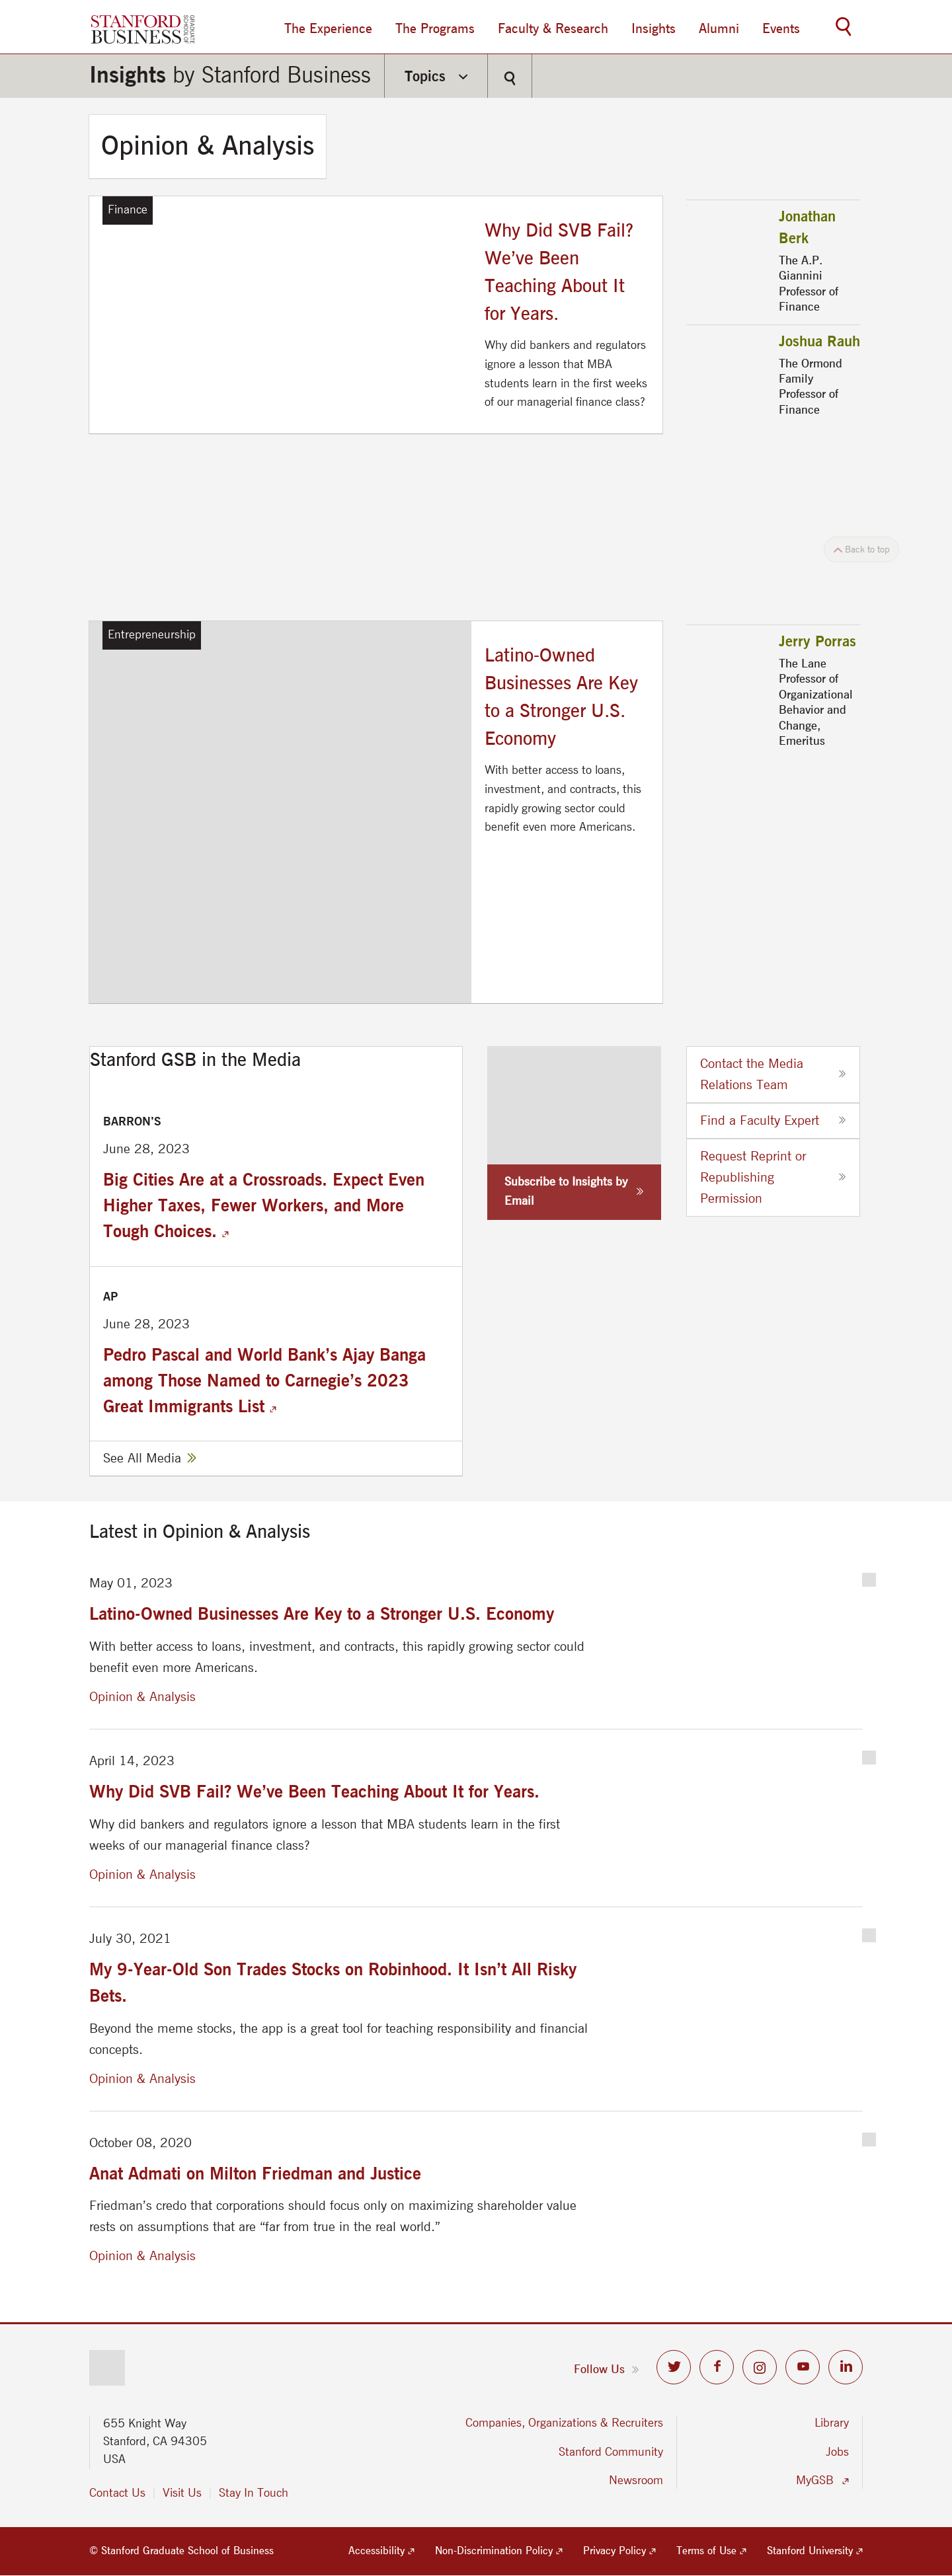 STANFORD
BUSINESS
GRADUATE
SCHOOL OF
The Experience
The Programs
Faculty & Research
Insights
Alumni
Events
Insights by Stanford Business
Topics
Opinion & Analysis
Finance
Why Did SVB Fail?
We’ve Been
Teaching About It
for Years.
Why did bankers and regulators
ignore a lesson that MBA
students learn in the first weeks
of our managerial finance class?
Jonathan
Berk
The A.P.
Giannini
Professor of
Finance
Joshua Rauh
The Ormond
Family
Professor of
Finance
Back to top
Entrepreneurship
Latino-Owned
Businesses Are Key
to a Stronger U.S.
Economy
With better access to loans,
investment, and contracts, this
rapidly growing sector could
benefit even more Americans.
Jerry Porras
The Lane
Professor of
Organizational
Behavior and
Change,
Emeritus
Stanford GSB in the Media
BARRON’S
June 28, 2023
Big Cities Are at a Crossroads. Expect Even
Higher Taxes, Fewer Workers, and More
Tough Choices.
AP
June 28, 2023
Pedro Pascal and World Bank’s Ajay Banga
among Those Named to Carnegie’s 2023
Great Immigrants List
See All Media
Subscribe to Insights by
Email
Contact the Media
Relations Team
Find a Faculty Expert
Request Reprint or
Republishing
Permission
Latest in Opinion & Analysis
May 01, 2023
Latino-Owned Businesses Are Key to a Stronger U.S. Economy
With better access to loans, investment, and contracts, this rapidly growing sector could
benefit even more Americans.
Opinion & Analysis
April 14, 2023
Why Did SVB Fail? We’ve Been Teaching About It for Years.
Why did bankers and regulators ignore a lesson that MBA students learn in the first
weeks of our managerial finance class?
Opinion & Analysis
July 30, 2021
My 9-Year-Old Son Trades Stocks on Robinhood. It Isn’t All Risky
Bets.
Beyond the meme stocks, the app is a great tool for teaching responsibility and financial
concepts.
Opinion & Analysis
October 08, 2020
Anat Admati on Milton Friedman and Justice
Friedman’s credo that corporations should focus only on maximizing shareholder value
rests on assumptions that are “far from true in the real world.”
Opinion & Analysis
Follow Us
655 Knight Way
Stanford, CA 94305
USA
Contact Us
Visit Us
Stay In Touch
Companies, Organizations & Recruiters
Stanford Community
Newsroom
Library
Jobs
MyGSB
© Stanford Graduate School of Business
Accessibility
Non-Discrimination Policy
Privacy Policy
Terms of Use
Stanford University